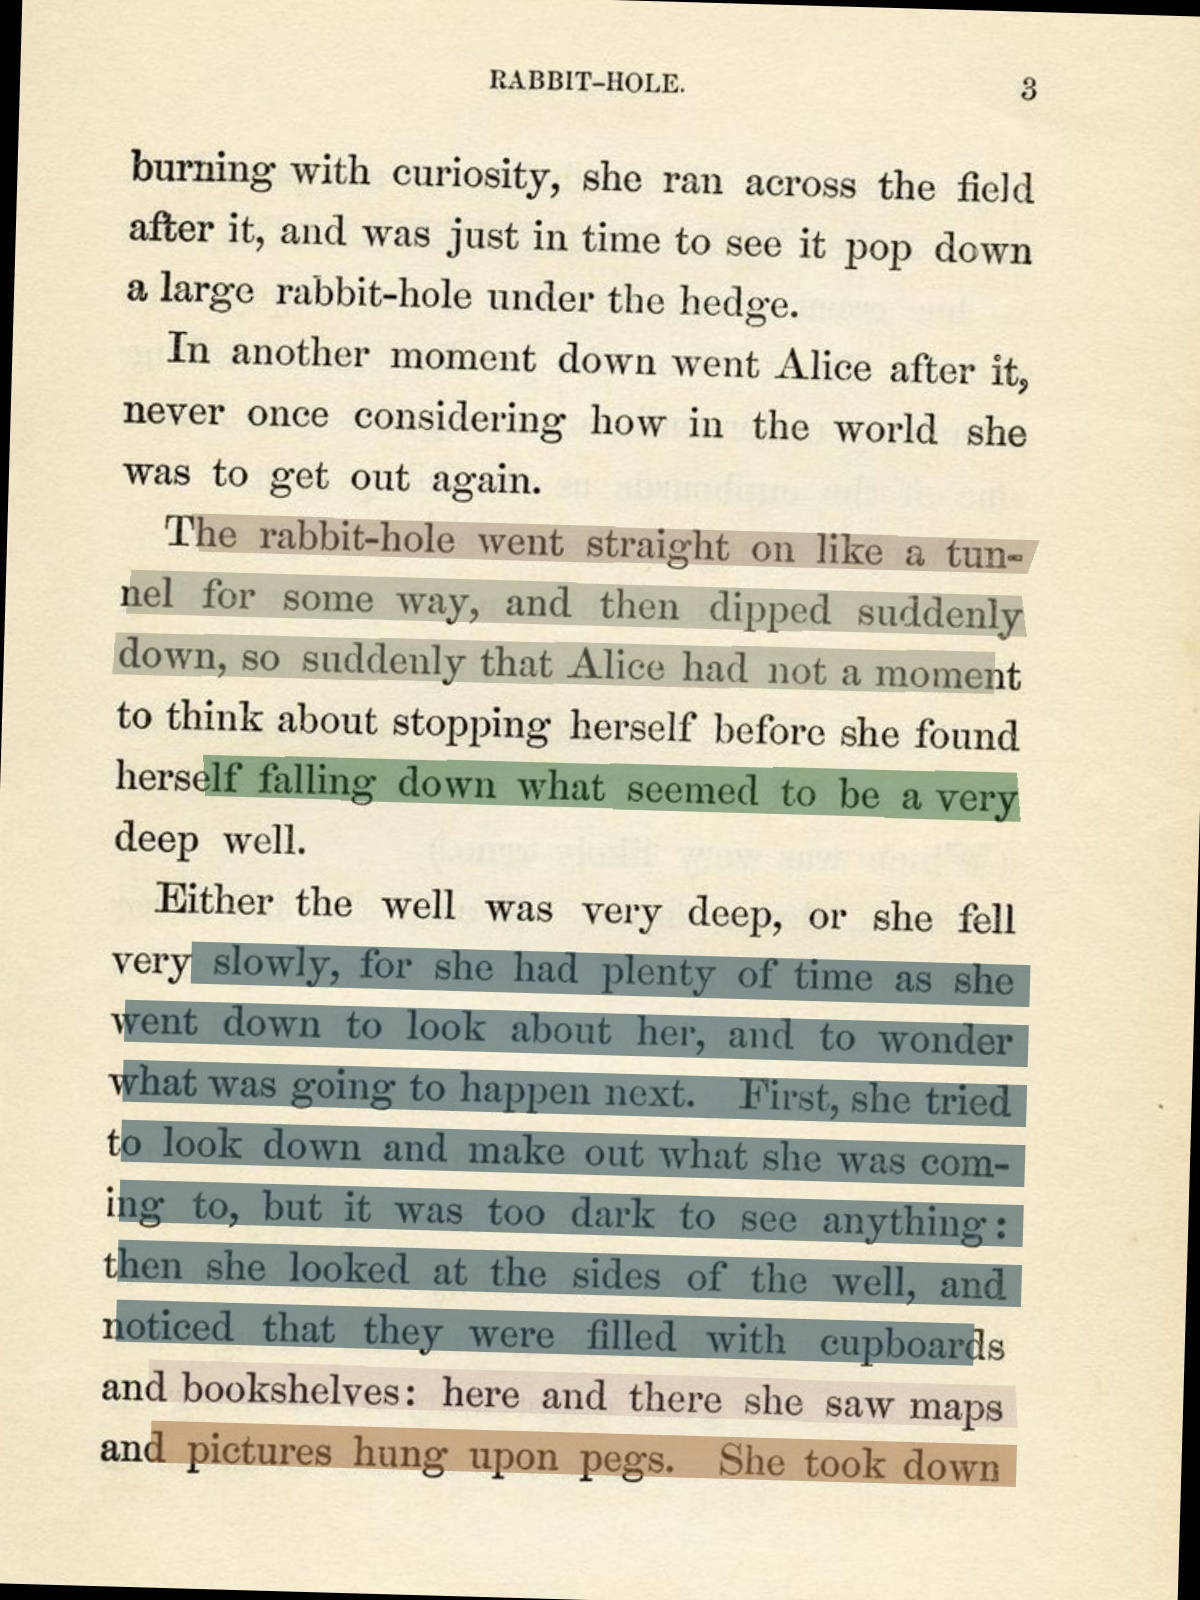 RABBIT-HOLE. 3
burning with curiosity, she ran across the field
after it, and was just in time to see it pop down
a large rabbit-hole under the hedge.
In another moment down went Alice after it,
never once considering how in the world she
was to get out again.
The rabbit-hole went straight on like a tun-
nel for some way, and then dipped suddenly
down, so suddenly that Alice had not a moment
to think about stopping herself before she found
herself falling down what seemed to be a very
deep well.
Either the well was very deep, or she fell
very slowly, for she had plenty of time as she
went down to look about her, and to wonder
what was going to happen next. First, she tried
to look down and make out what she was com-
ing to, but it was too dark to see anything:
then she looked at the sides of the well, and
noticed that they were filled with cupboards
and bookshelves: here and there she saw maps
and pictures hung upon pegs. She took down